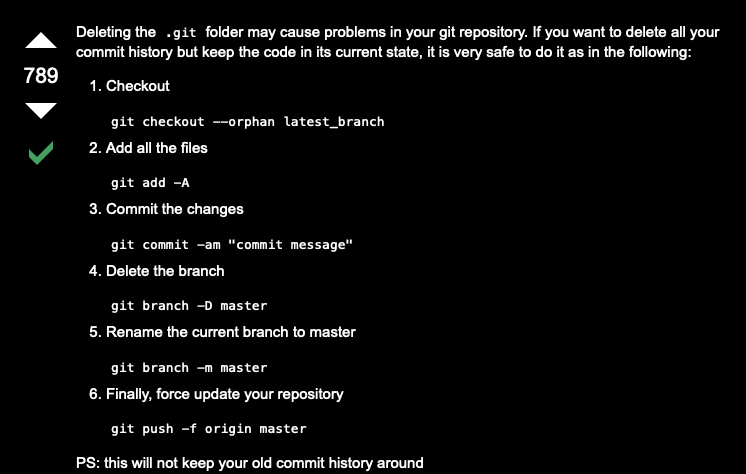 Deleting the .git folder may cause problems in your git repository. If you want to delete all your
commit history but keep the code in its current state, it is very safe to do it as in the following:
789
1. Checkout
git checkout --orphan latest_branch
2. Add all the files
git add -A
3. Commit the changes
git commit -am "commit message"
4. Delete the branch
git branch -D master
5. Rename the current branch to master
git branch -m master
6. Finally, force update your repository
git push -f origin master
PS: this will not keep your old commit history around